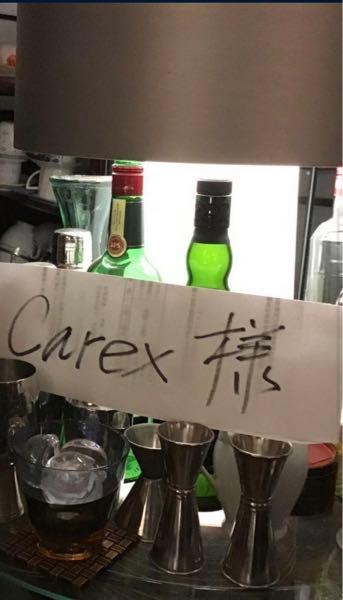 Carex 様